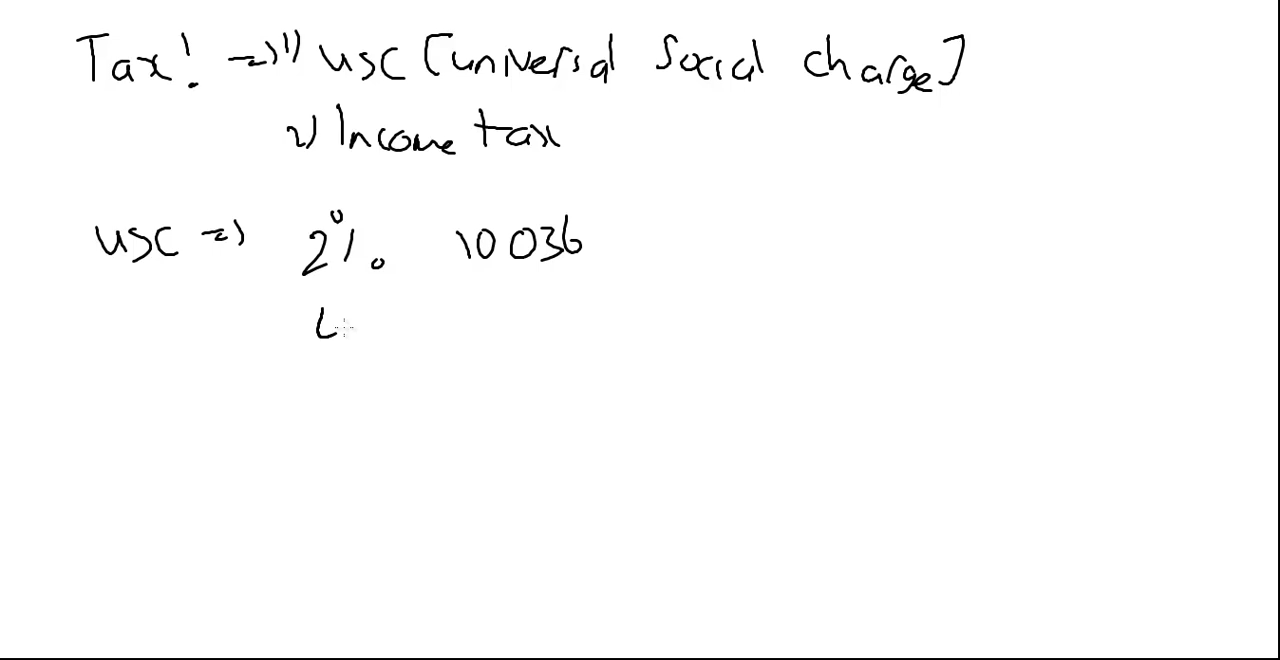 Tax! => 1) USC [universal Social charge]
2) Income tax
USC => 2% 10036